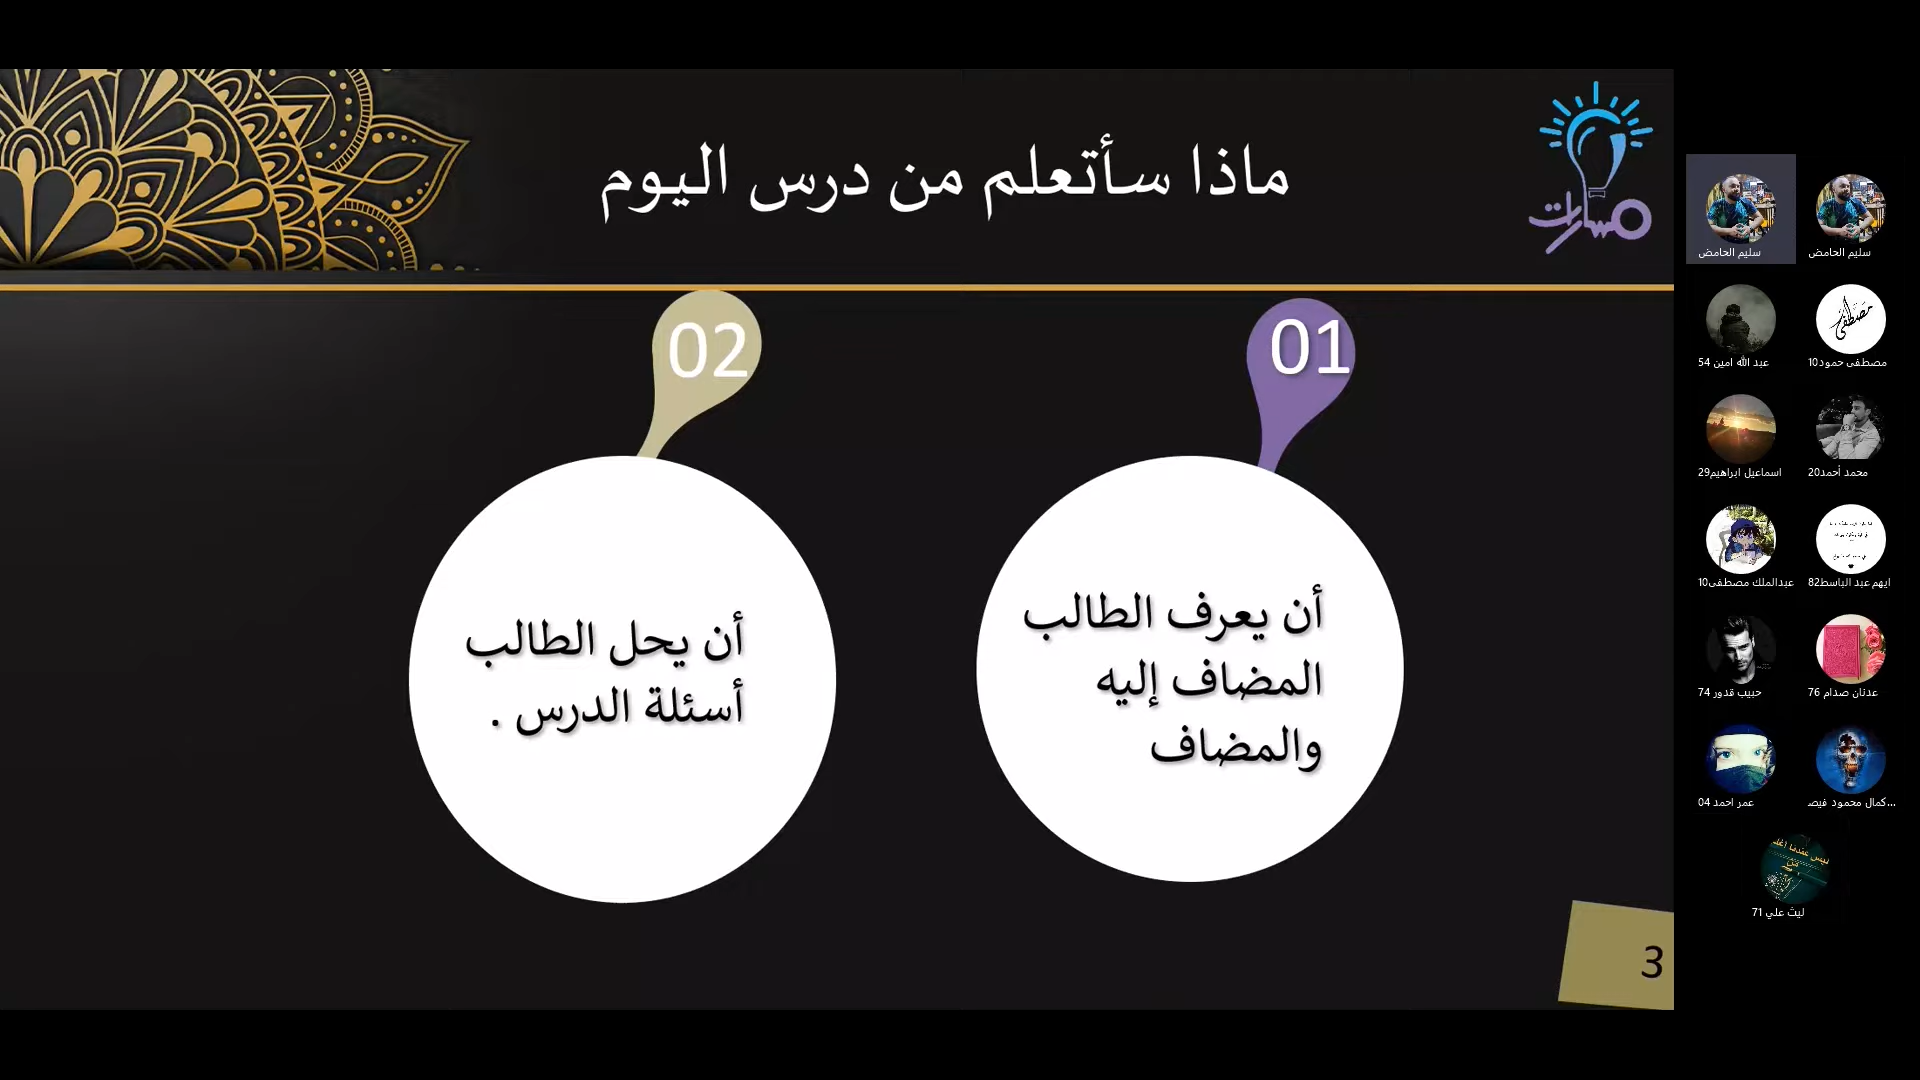 ماذا سأتعلم من درس اليوم
مسارات
01
أن يعرف الطالب
المضاف إليه
والمضاف
02
أن يحل الطالب
أسئلة الدرس .
3
سليم الحامض
سليم الحامض
عبد الله امين 54
مصطفى حمود10
اسماعيل ابراهيم29
محمد أحمد20
عبدالملك مصطفى10
ايهم عبد الباسط82
حبيب قدور 74
عدنان صدام 76
عمر احمد 04
كمال محمود فيص...
ليث علي 71